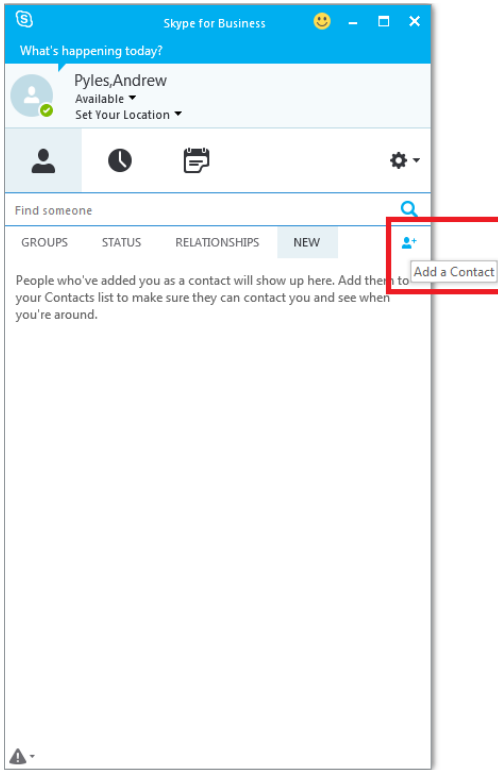 Skype for Business
What's happening today?
Pyles,Andrew
Available
Set Your Location
Find someone
GROUPS STATUS RELATIONSHIPS NEW
Add a Contact
People who've added you as a contact will show up here. Add them to
your Contacts list to make sure they can contact you and see when
you're around.